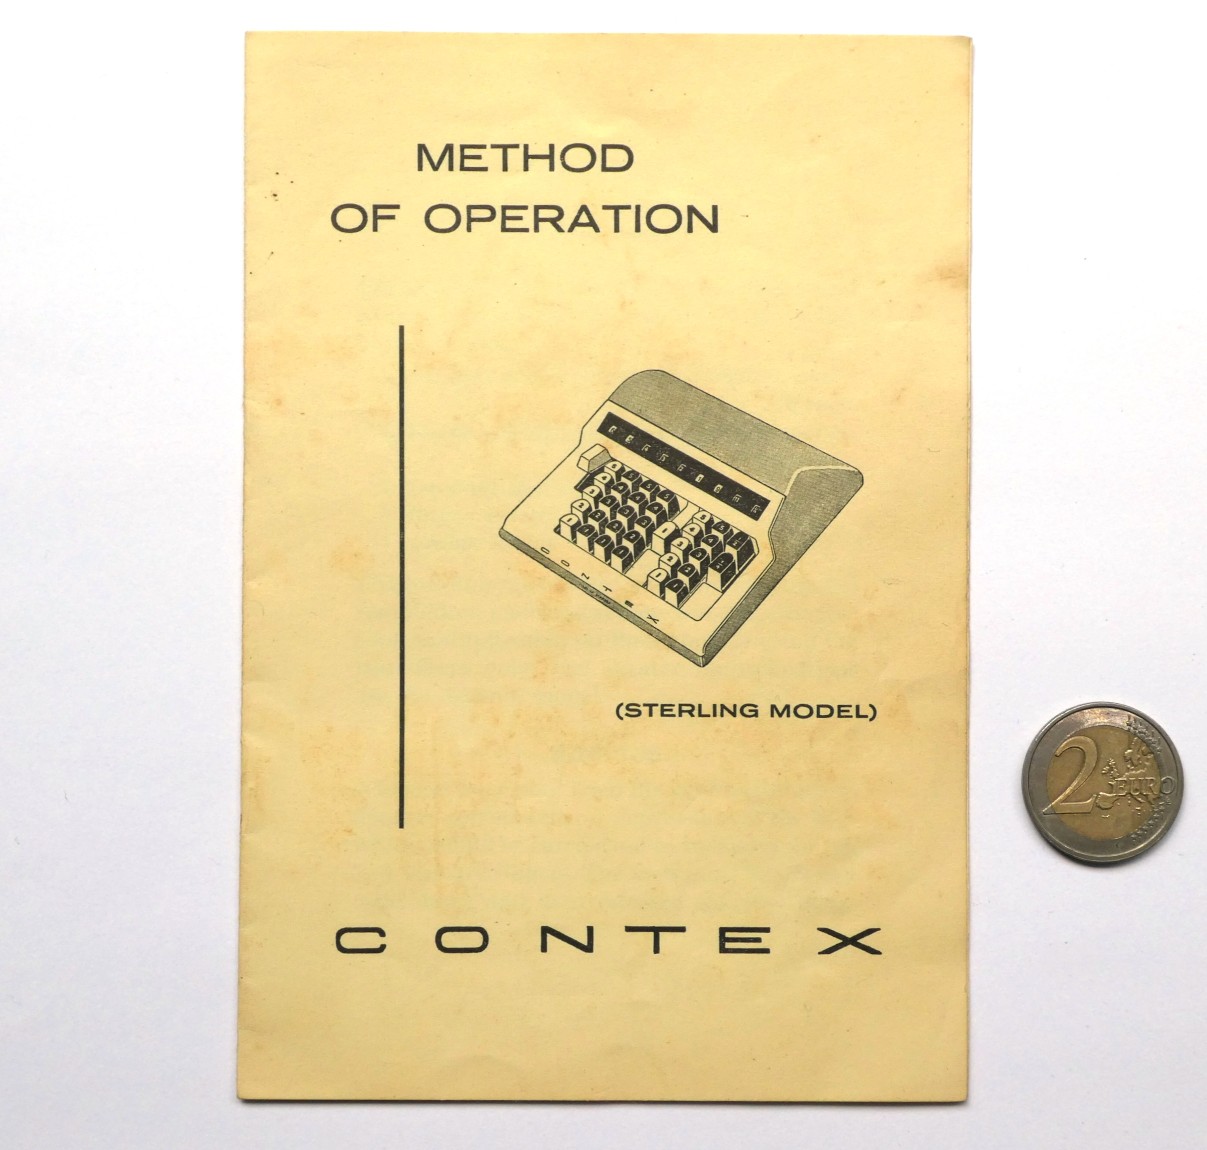 METHOD
OF OPERATION
CONTEX
(STERLING MODEL)
CONTEX
2 EURO